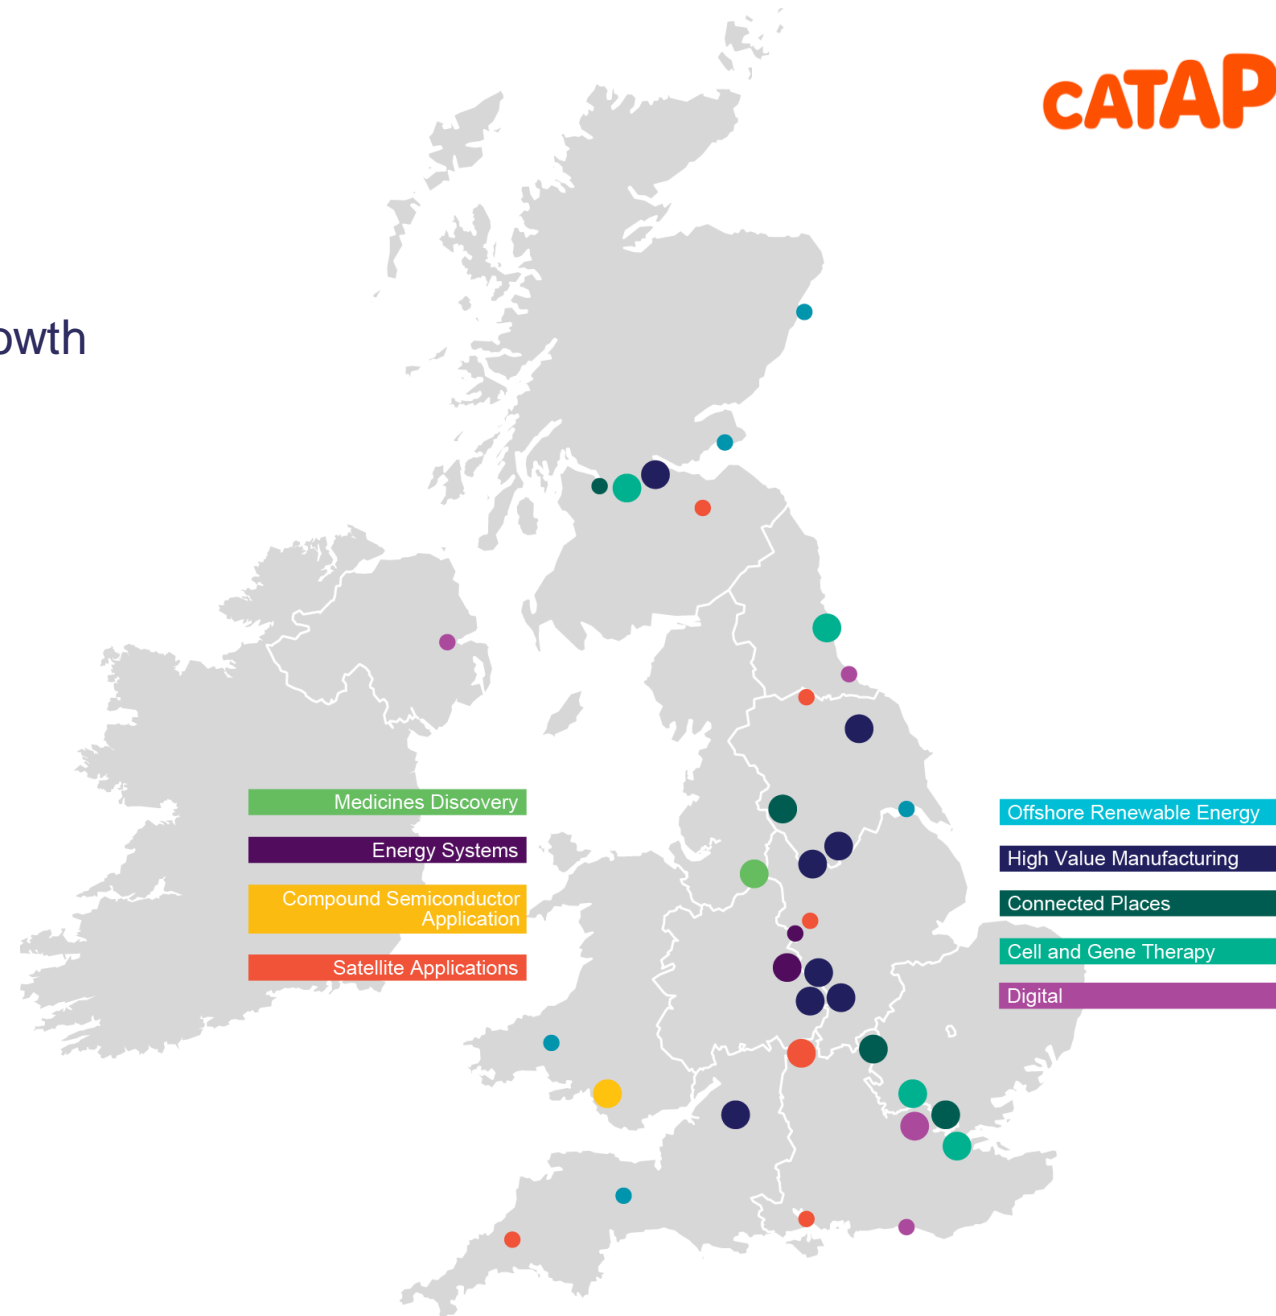 CATAP
owth
Medicines Discovery
Energy Systems
Compound Semiconductor
Application
Satellite Applications
Offshore Renewable Energy
High Value Manufacturing
Connected Places
Cell and Gene Therapy
Digital